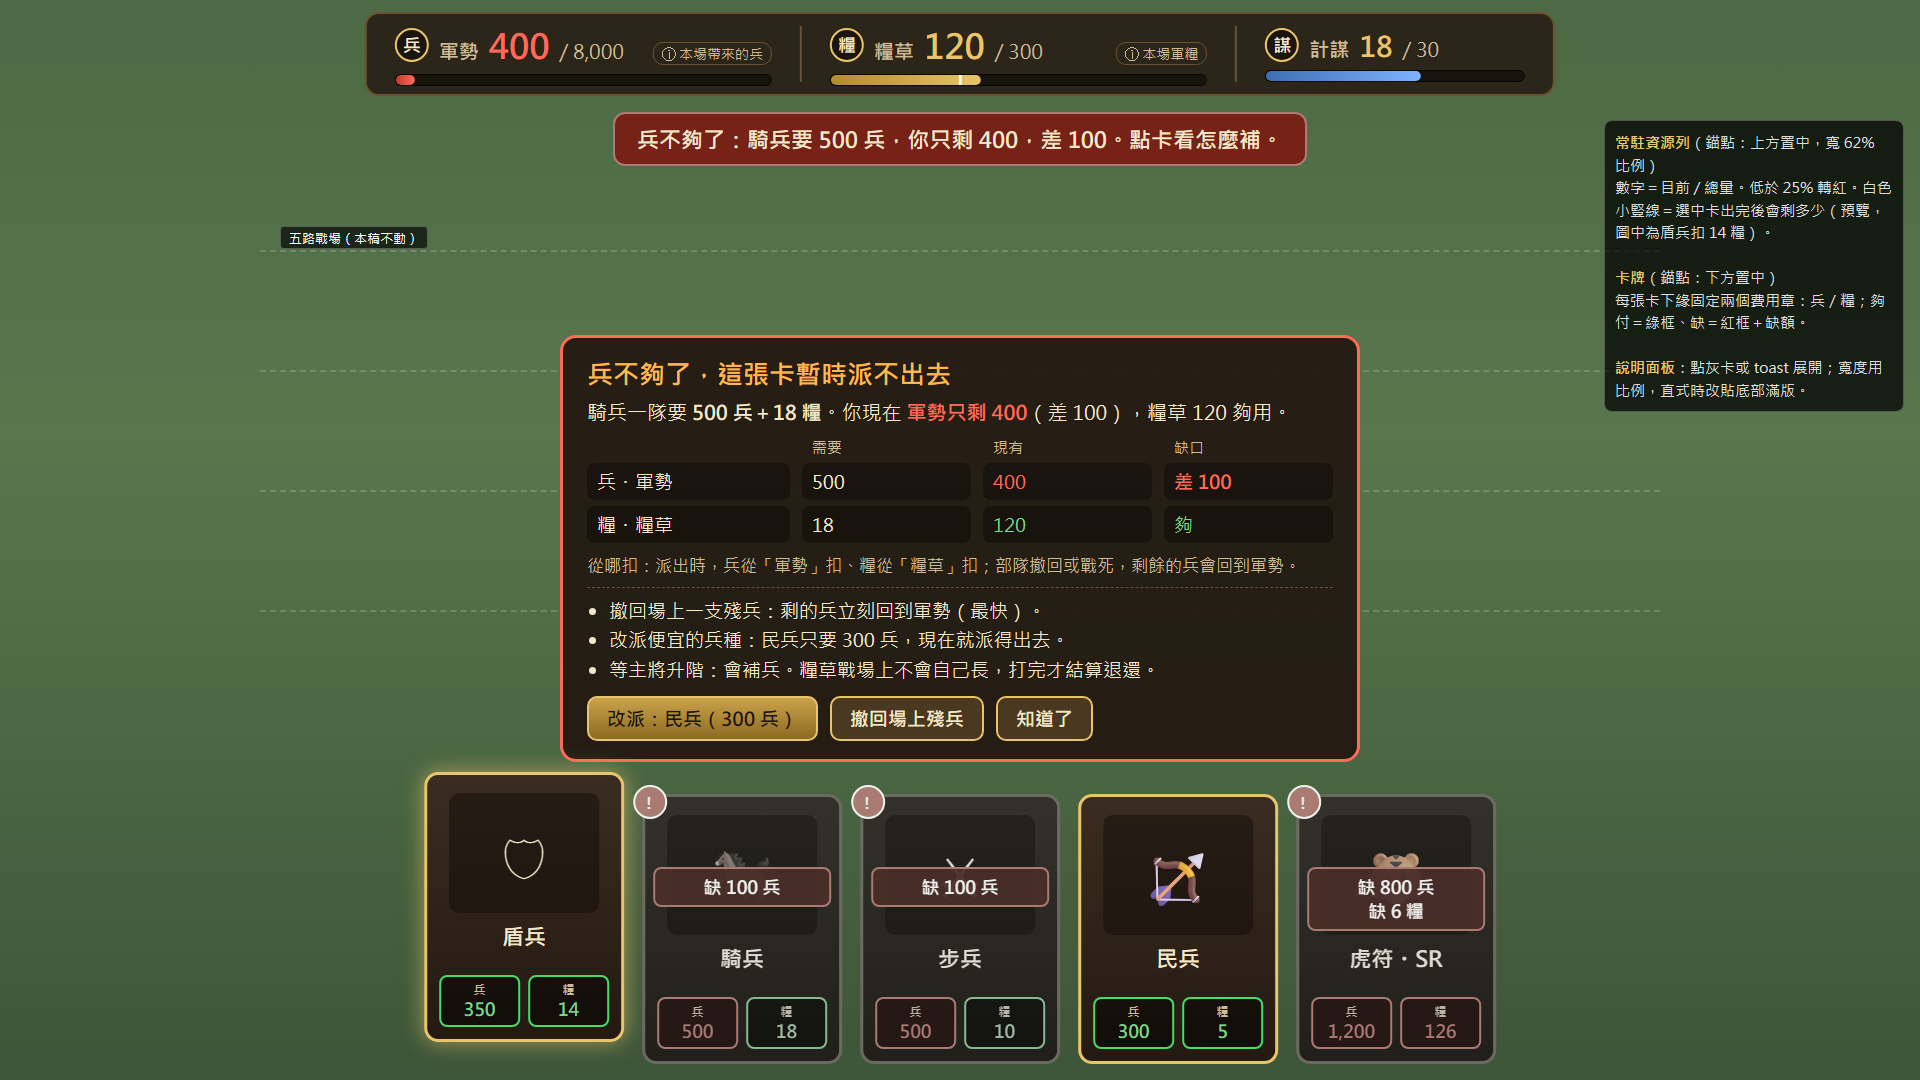 兵 軍勢 400 / 8,000 ① 本場帶來的兵
糧 糧草 120 / 300 ① 本場軍糧
謀 計謀 18 / 30
兵不夠了：騎兵要 500 兵，你只剩 400，差 100。點卡看怎麼補。
常駐資源列（錨點：上方置中，寬 62%
比例）
數字＝目前 / 總量。低於 25% 轉紅。白色
小豎線＝選中卡出完後會剩多少（預覽，
圖中為盾兵扣 14 糧）。
卡牌（錨點：下方置中）
每張卡下緣固定兩個費用章：兵 / 糧；夠
付＝綠框、缺＝紅框＋缺額。
說明面板：點灰卡或 toast 展開；寬度用
比例，直式時改貼底部滿版。
五路戰場（本稿不動）
兵不夠了，這張卡暫時派不出去
騎兵一隊要 500 兵＋18 糧。你現在 軍勢只剩 400（差 100），糧草 120 夠用。
需要 現有 缺口
兵．軍勢 500 400 差 100
糧．糧草 18 120 夠
從哪扣：派出時，兵從「軍勢」扣、糧從「糧草」扣；部隊撤回或戰死，剩餘的兵會回到軍勢。
• 撤回場上一支殘兵：剩的兵立刻回到軍勢（最快）。
• 改派便宜的兵種：民兵只要 300 兵，現在就派得出去。
• 等主將升階：會補兵。糧草戰場上不會自己長，打完才結算退還。
改派：民兵（300 兵） 撤回場上殘兵 知道了
盾兵
兵 糧
350 14
!
缺 100 兵
騎兵
兵 糧
500 18
!
缺 100 兵
步兵
兵 糧
500 10
民兵
兵 糧
300 5
!
缺 800 兵
缺 6 糧
虎符．SR
兵 糧
1,200 126